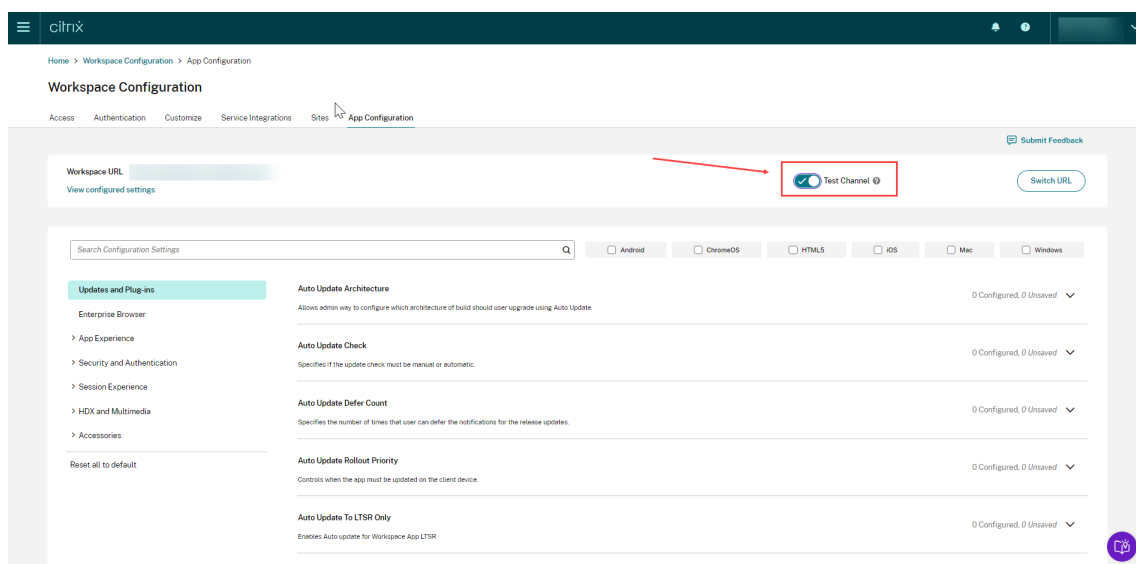 citrix
Home > Workspace Configuration > App Configuration
Workspace Configuration
Access Authentication Customize Service Integrations Sites App Configuration
Submit Feedback
Workspace URL
View configured settings
Test Channel
Switch URL
Search Configuration Settings
Android ChromeOS HTML5 iOS Mac Windows
Updates and Plug-ins
Enterprise Browser
> App Experience
> Security and Authentication
> Session Experience
> HDX and Multimedia
> Accessories
Reset all to default
Auto Update Architecture
0 Configured, 0 Unsaved
Allows admin way to configure which architecture of build should user upgrade using Auto Update.
Auto Update Check
0 Configured, 0 Unsaved
Specifies if the update check must be manual or automatic.
Auto Update Defer Count
0 Configured, 0 Unsaved
Specifies the number of times that user can defer the notifications for the release updates.
Auto Update Rollout Priority
0 Configured, 0 Unsaved
Controls when the app must be updated on the client device.
Auto Update To LTSR Only
0 Configured, 0 Unsaved
Enables Auto update for Workspace App LTSR